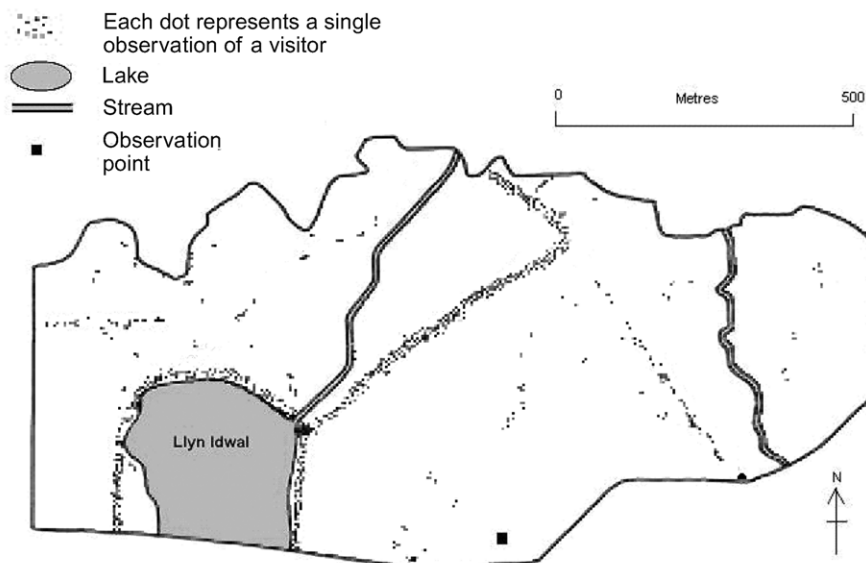 Each dot represents a single
observation of a visitor
Lake
Stream
Observation
point
0
500
Metres
Llyn Idwal
N